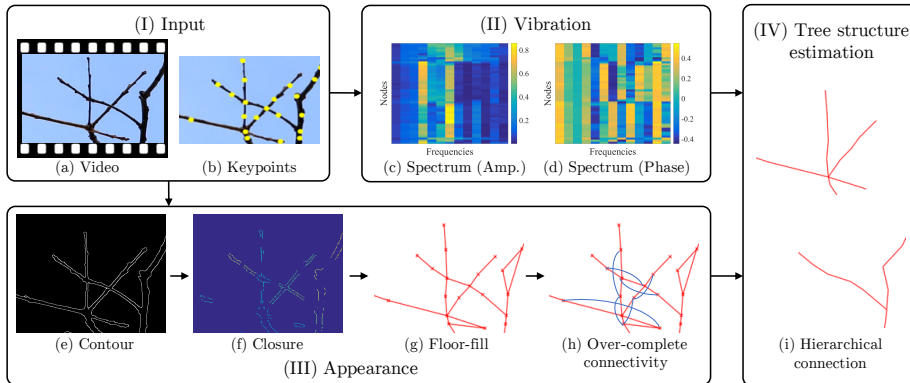 (I) Input
(a) Video
(b) Keypoints
(II) Vibration
Nodes
Frequencies
0.8
0.6
0.4
0.2
(c) Spectrum (Amp.)
Nodes
Frequencies
0.4
0.2
0
-0.2
-0.4
(d) Spectrum (Phase)
(e) Contour
(f) Closure
(g) Floor-fill
(h) Over-complete
connectivity
(III) Appearance
(IV) Tree structure
estimation
(i) Hierarchical
connection